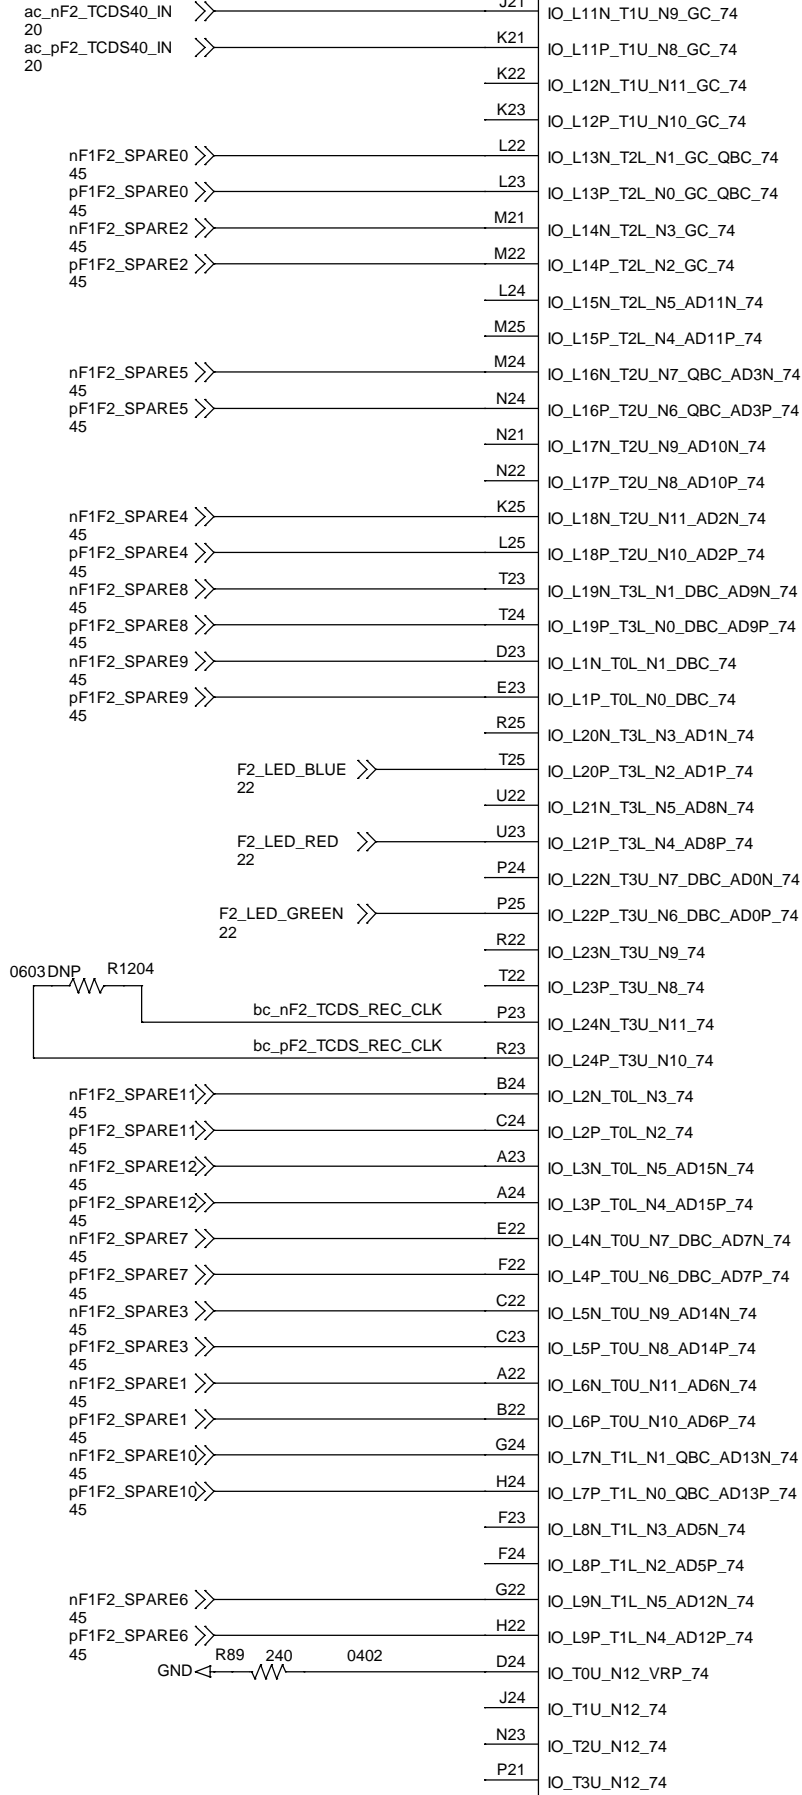 J21 IO_L11N_T1U_N9_GC_74
ac_nF2_TCDS40_IN
20
ac_pF2_TCDS40_IN K21 IO_L11P_T1U_N8_GC_74
20
K22 IO_L12N_T1U_N11_GC_74
K23 IO_L12P_T1U_N10_GC_74
nF1F2_SPARE0 L22 IO_L13N_T2L_N1_GC_QBC_74
45
pF1F2_SPARE0 L23 IO_L13P_T2L_N0_GC_QBC_74
45
nF1F2_SPARE2 M21 IO_L14N_T2L_N3_GC_74
45
pF1F2_SPARE2 M22 IO_L14P_T2L_N2_GC_74
45
L24 IO_L15N_T2L_N5_AD11N_74
M25 IO_L15P_T2L_N4_AD11P_74
nF1F2_SPARE5 M24 IO_L16N_T2U_N7_QBC_AD3N_74
45
pF1F2_SPARE5 N24 IO_L16P_T2U_N6_QBC_AD3P_74
45
N21 IO_L17N_T2U_N9_AD10N_74
N22 IO_L17P_T2U_N8_AD10P_74
nF1F2_SPARE4 K25 IO_L18N_T2U_N11_AD2N_74
45
pF1F2_SPARE4 L25 IO_L18P_T2U_N10_AD2P_74
45
nF1F2_SPARE8 T23 IO_L19N_T3L_N1_DBC_AD9N_74
45
pF1F2_SPARE8 T24 IO_L19P_T3L_N0_DBC_AD9P_74
45
nF1F2_SPARE9 D23 IO_L1N_T0L_N1_DBC_74
45
pF1F2_SPARE9 E23 IO_L1P_T0L_N0_DBC_74
45
R25 IO_L20N_T3L_N3_AD1N_74
F2_LED_BLUE T25 IO_L20P_T3L_N2_AD1P_74
22
U22 IO_L21N_T3L_N5_AD8N_74
F2_LED_RED U23 IO_L21P_T3L_N4_AD8P_74
22
P24 IO_L22N_T3U_N7_DBC_AD0N_74
F2_LED_GREEN P25 IO_L22P_T3U_N6_DBC_AD0P_74
22
R22 IO_L23N_T3U_N9_74
0603 DNP R1204 T22 IO_L23P_T3U_N8_74
bc_nF2_TCDS_REC_CLK P23 IO_L24N_T3U_N11_74
bc_pF2_TCDS_REC_CLK R23 IO_L24P_T3U_N10_74
nF1F2_SPARE11 B24 IO_L2N_T0L_N3_74
45
pF1F2_SPARE11 C24 IO_L2P_T0L_N2_74
45
nF1F2_SPARE12 A23 IO_L3N_T0L_N5_AD15N_74
45
pF1F2_SPARE12 A24 IO_L3P_T0L_N4_AD15P_74
45
nF1F2_SPARE7 E22 IO_L4N_T0U_N7_DBC_AD7N_74
45
pF1F2_SPARE7 F22 IO_L4P_T0U_N6_DBC_AD7P_74
45
nF1F2_SPARE3 C22 IO_L5N_T0U_N9_AD14N_74
45
pF1F2_SPARE3 C23 IO_L5P_T0U_N8_AD14P_74
45
nF1F2_SPARE1 A22 IO_L6N_T0U_N11_AD6N_74
45
pF1F2_SPARE1 B22 IO_L6P_T0U_N10_AD6P_74
45
nF1F2_SPARE10 G24 IO_L7N_T1L_N1_QBC_AD13N_74
45
pF1F2_SPARE10 H24 IO_L7P_T1L_N0_QBC_AD13P_74
45
F23 IO_L8N_T1L_N3_AD5N_74
F24 IO_L8P_T1L_N2_AD5P_74
nF1F2_SPARE6 G22 IO_L9N_T1L_N5_AD12N_74
45
pF1F2_SPARE6 H22 IO_L9P_T1L_N4_AD12P_74
45
GND R89 240 0402 D24 IO_T0U_N12_VRP_74
J24 IO_T1U_N12_74
N23 IO_T2U_N12_74
P21 IO_T3U_N12_74